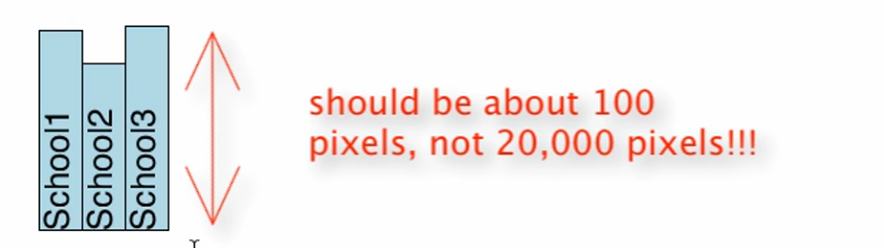 School1
School2
School3
should be about 100
pixels, not 20,000 pixels!!!